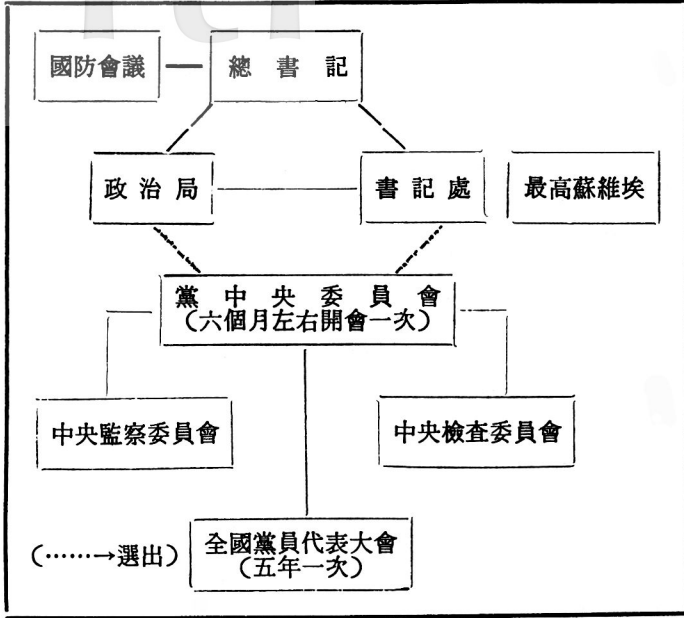 國防會議
總書記
政治局
書記處
最高蘇維埃
黨中央委員會
(六個月左右開會一次)
中央監察委員會
中央檢查委員會
(……→選出)
全國黨員代表大會
(五年一次)